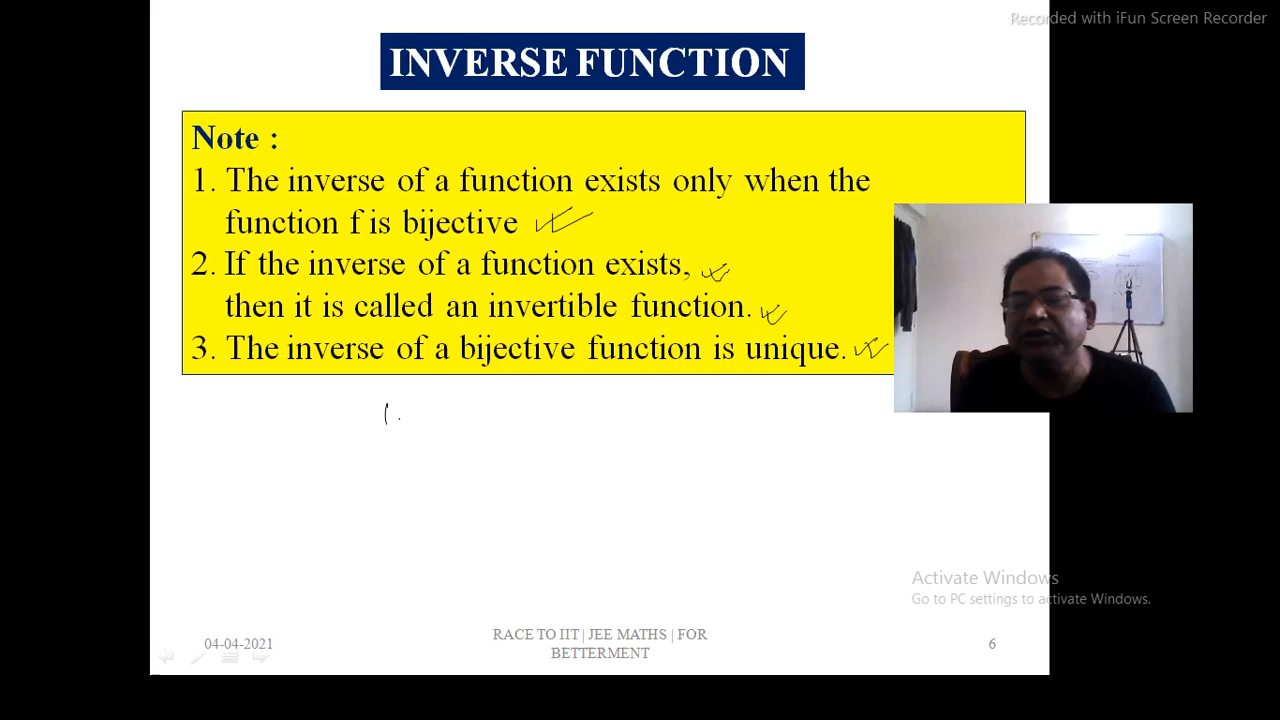 Recorded with iFun Screen Recorder
INVERSE FUNCTION
Note :
1. The inverse of a function exists only when the
function f is bijective
2. If the inverse of a function exists,
then it is called an invertible function.
3. The inverse of a bijective function is unique.
Activate Windows
Go to PC settings to activate Windows.
04-04-2021
RACE TO IIT | JEE MATHS | FOR
BETTERMENT
6